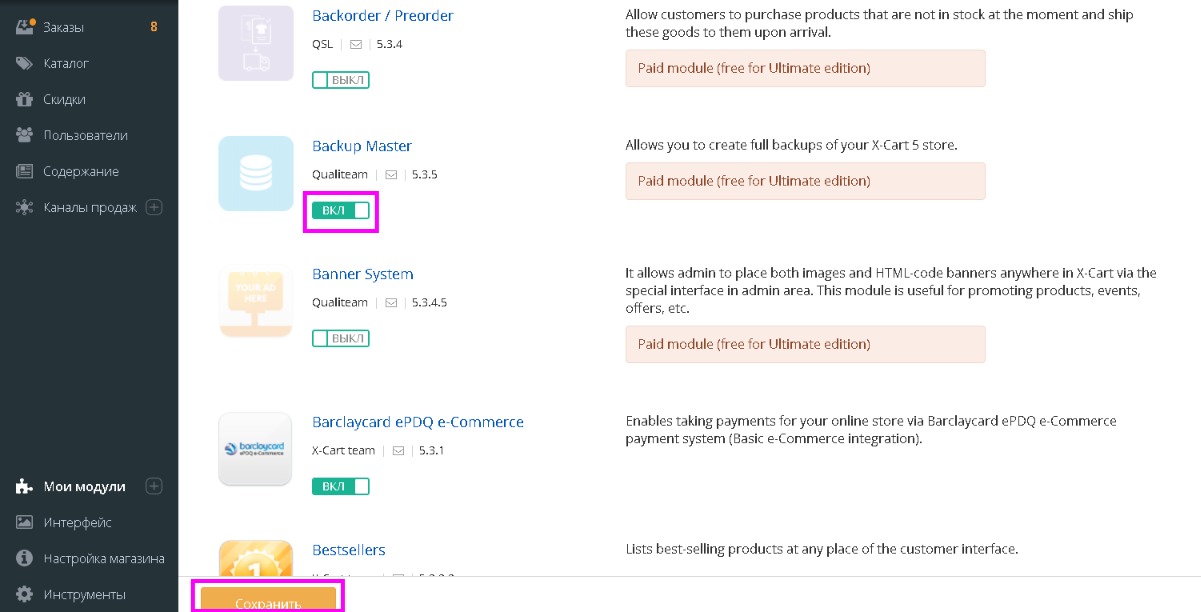 Заказы 8
Каталог
Скидки
Пользователи
Содержание
Каналы продаж
Мои модули
Интерфейс
Настройка магазина
Инструменты
Backorder / Preorder
QSL 5.3.4
ВЫКЛ
Allow customers to purchase products that are not in stock at the moment and ship
these goods to them upon arrival.
Paid module (free for Ultimate edition)
Backup Master
Qualiteam 5.3.5
ВКЛ
Allows you to create full backups of your X-Cart 5 store.
Paid module (free for Ultimate edition)
YOUR AD
HERE
Banner System
Qualiteam 5.3.4.5
ВЫКЛ
It allows admin to place both images and HTML-code banners anywhere in X-Cart via the
special interface in admin area. This module is useful for promoting products, events,
offers, etc.
Paid module (free for Ultimate edition)
barclaycard
ePDQ e-Commerce
Barclaycard ePDQ e-Commerce
X-Cart team 5.3.1
ВКЛ
Enables taking payments for your online store via Barclaycard ePDQ e-Commerce
payment system (Basic e-Commerce integration).
1
Bestsellers
Lists best-selling products at any place of the customer interface.
Сохранить